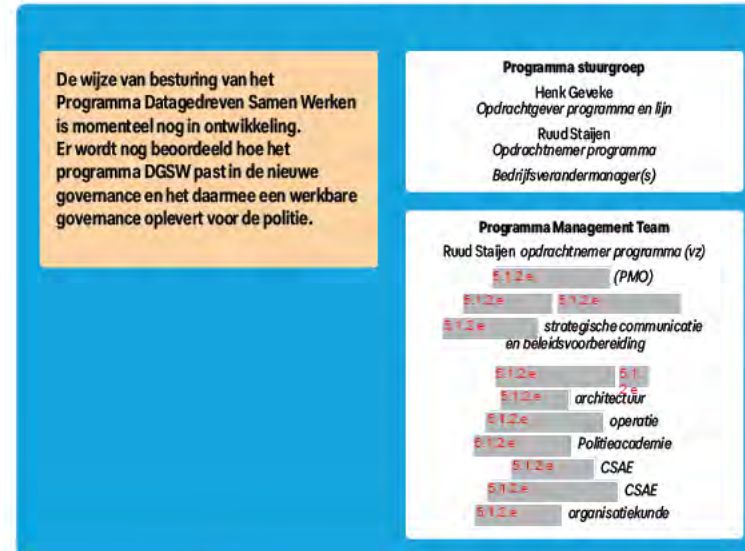 De wijze van besturing van het
Programma Datagedreven Samen Werken
is momenteel nog in ontwikkeling.
Er wordt nog beoordeeld hoe het
programma DGSW past in de nieuwe
governance en het daarmee een werkbare
governance oplevert voor de politie.
Programma stuurgroep
Henk Geveke
Opdrachtgever programma en lijn
Ruud Staijen
Opdrachtnemer programma
Bedrijfsverandermanager(s)
Programma Management Team
Ruud Staijen opdrachtnemer programma (vz)
5.1.2.e (PMO)
5.1.2.e 5.1.2.e
5.1.2.e strategische communicatie
en beleidsvoorbereiding
5.1.2.e 5.1.
2.e
5.1.2.e architectuur
5.1.2.e operatie
5.1.2.e Politieacademie
5.1.2.e CSAE
5.1.2.e CSAE
5.1.2.e organisatiekunde